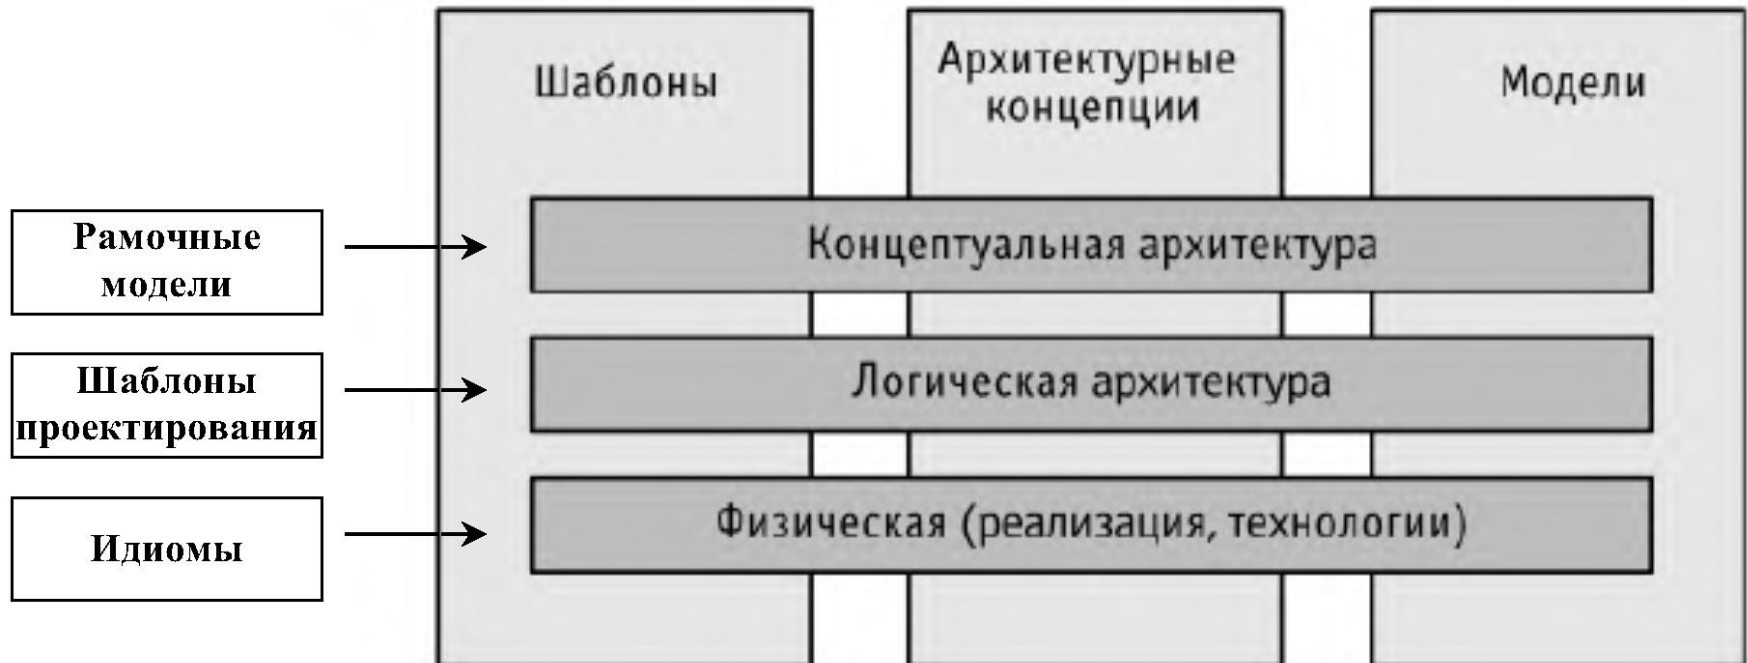 Шаблоны
Архитектурные
концепции
Модели
Рамочные
модели
Концептуальная архитектура
Шаблоны
проектирования
Логическая архитектура
Идиомы
Физическая (реализация, технологии)